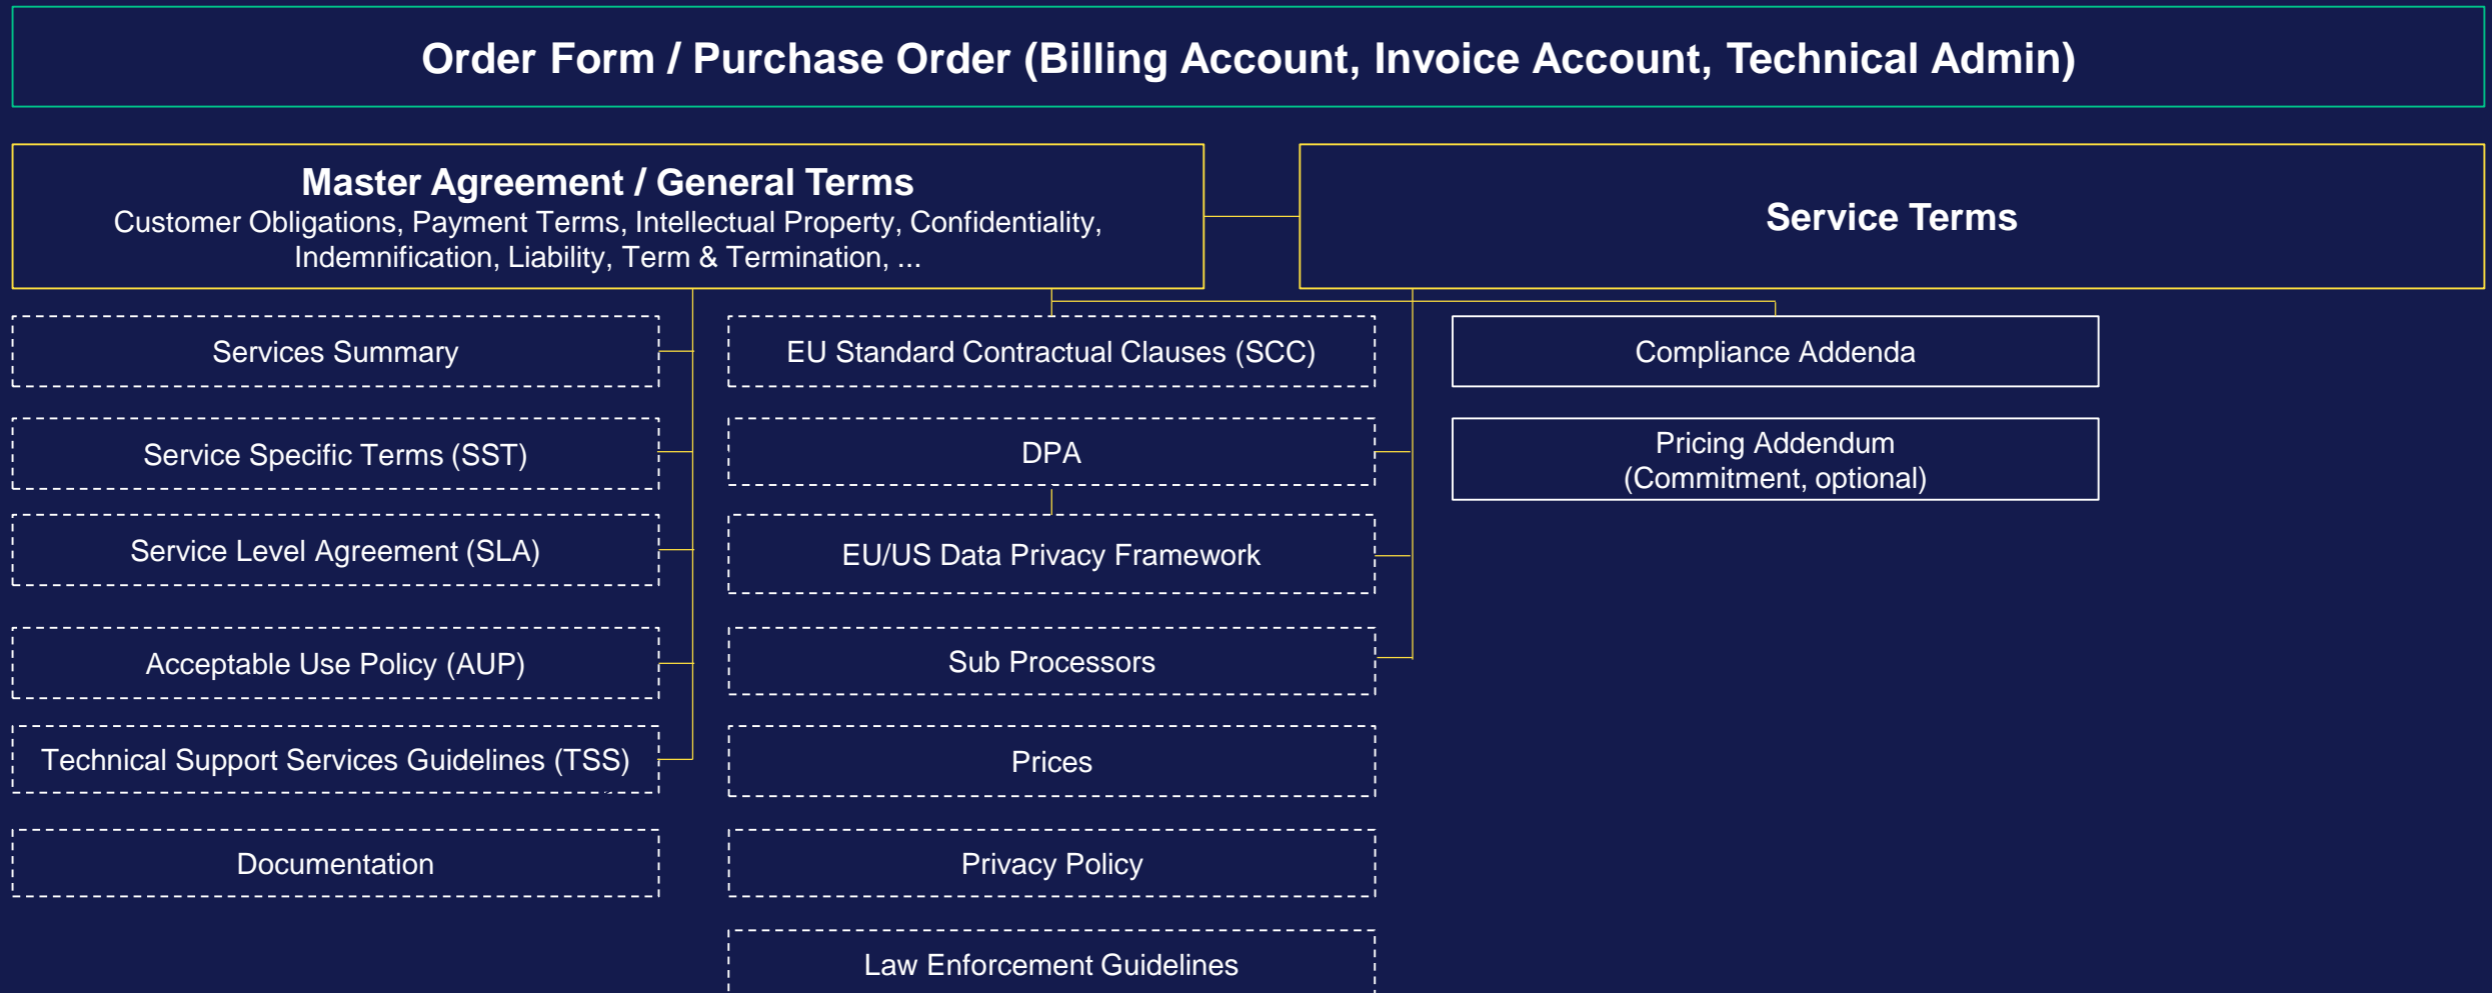 Order Form / Purchase Order (Billing Account, Invoice Account, Technical Admin)
Master Agreement / General Terms
Customer Obligations, Payment Terms, Intellectual Property, Confidentiality,
Indemnification, Liability, Term & Termination, ...
Service Terms
Services Summary
Service Specific Terms (SST)
Service Level Agreement (SLA)
Acceptable Use Policy (AUP)
Technical Support Services Guidelines (TSS)
Documentation
EU Standard Contractual Clauses (SCC)
DPA
EU/US Data Privacy Framework
Sub Processors
Prices
Privacy Policy
Law Enforcement Guidelines
Compliance Addenda
Pricing Addendum
(Commitment, optional)